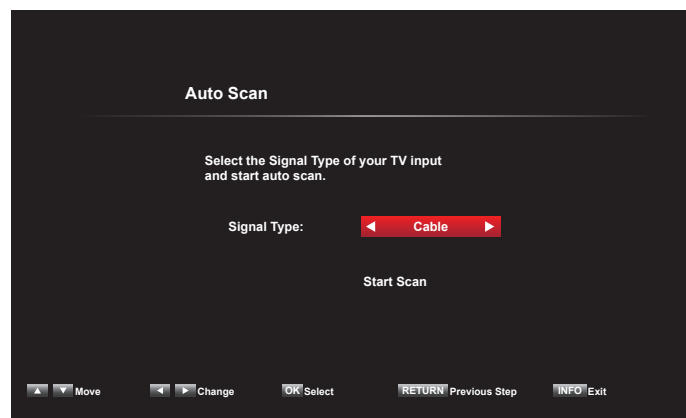 Auto Scan
Select the Signal Type of your TV input
and start auto scan.
Signal Type: Cable
Start Scan
Move Change OK Select RETURN Previous Step INFO Exit